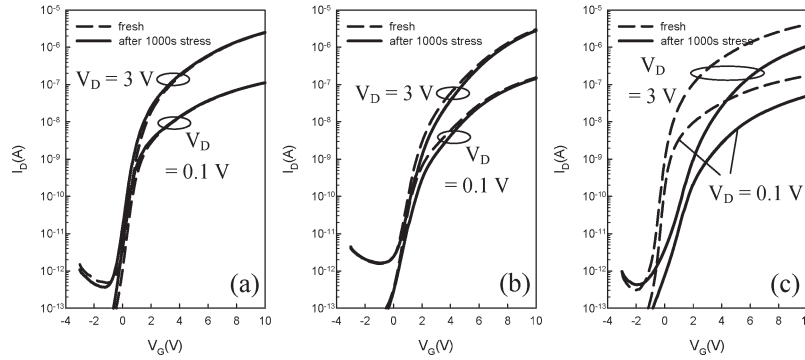 10⁻⁵
10⁻⁶
10⁻⁷
10⁻⁸
10⁻⁹
10⁻¹⁰
10⁻¹¹
10⁻¹²
10⁻¹³
I_D(A)
fresh
after 1000s stress
V_D = 3 V
V_D
= 0.1 V
(a)
-4 -2 0 2 4 6 8 10
V_G(V)
10⁻⁵
10⁻⁶
10⁻⁷
10⁻⁸
10⁻⁹
10⁻¹⁰
10⁻¹¹
10⁻¹²
10⁻¹³
I_D(A)
fresh
after 1000s stress
V_D = 3 V
V_D
= 0.1 V
(b)
-4 -2 0 2 4 6 8 10
V_G(V)
10⁻⁵
10⁻⁶
10⁻⁷
10⁻⁸
10⁻⁹
10⁻¹⁰
10⁻¹¹
10⁻¹²
10⁻¹³
I_D(A)
fresh
after 1000s stress
V_D
= 3 V
V_D = 0.1 V
(c)
-4 -2 0 2 4 6 8 10
V_G(V)